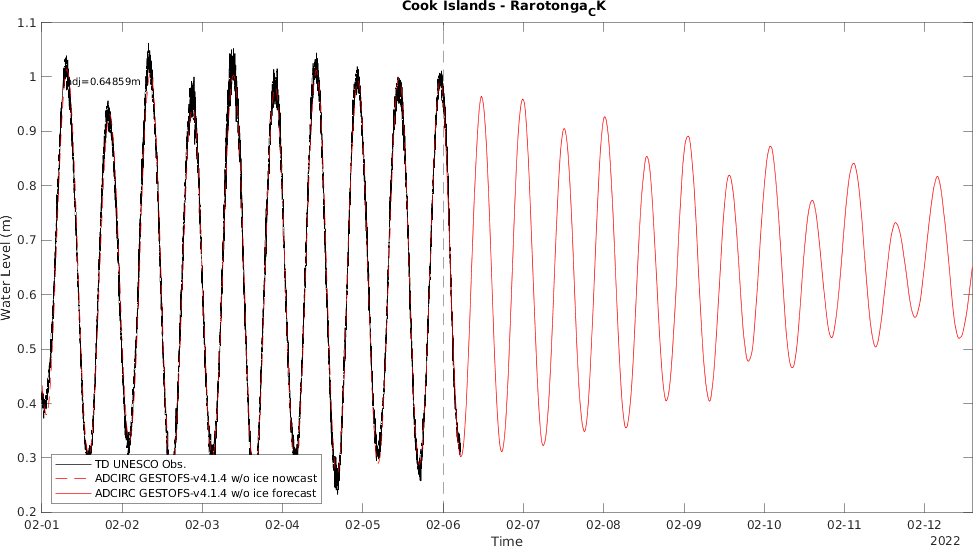 Cook Islands - RarotongaCK
1.1
1
0.9
0.8
0.7
0.6
0.5
0.4
0.3
0.2
Water Level (m)
adj=0.64859m
TD UNESCO Obs.
ADCIRC GESTOFS-v4.1.4 w/o ice nowcast
ADCIRC GESTOFS-v4.1.4 w/o ice forecast
02-01 02-02 02-03 02-04 02-05 02-06 02-07 02-08 02-09 02-10 02-11 02-12
Time
2022